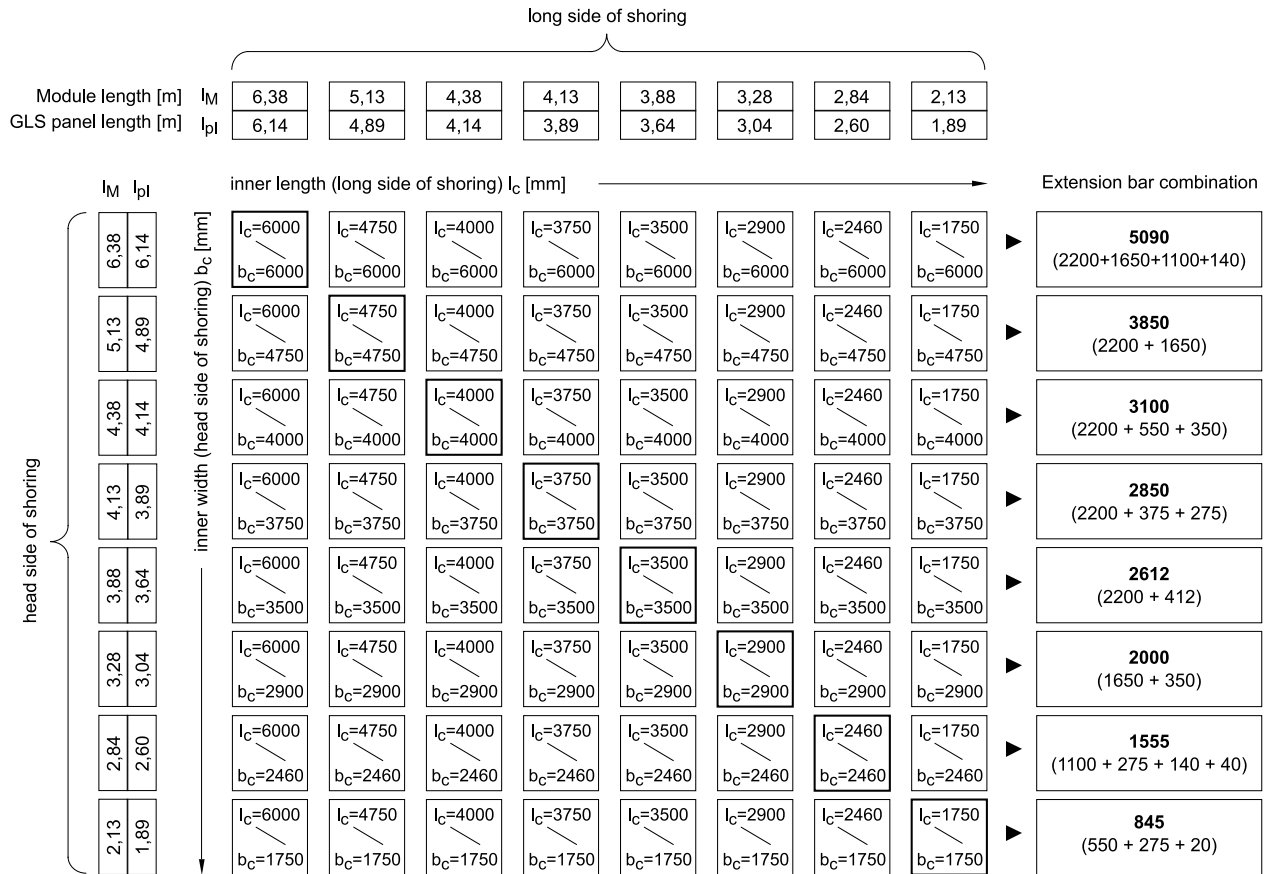 long side of shoring
Module length [m] lM 6,38 5,13 4,38 4,13 3,88 3,28 2,84 2,13
GLS panel length [m] lpl 6,14 4,89 4,14 3,89 3,64 3,04 2,60 1,89
lM lpl inner length (long side of shoring) lc [mm] Extension bar combination
head side of shoring
inner width (head side of shoring) bc [mm]
6,38 6,14 lc=6000 lc=4750 lc=4000 lc=3750 lc=3500 lc=2900 lc=2460 lc=1750 ► 5090
bc=6000 bc=6000 bc=6000 bc=6000 bc=6000 bc=6000 bc=6000 bc=6000 (2200+1650+1100+140)
5,13 4,89 lc=6000 lc=4750 lc=4000 lc=3750 lc=3500 lc=2900 lc=2460 lc=1750 ► 3850
bc=4750 bc=4750 bc=4750 bc=4750 bc=4750 bc=4750 bc=4750 bc=4750 (2200 + 1650)
4,38 4,14 lc=6000 lc=4750 lc=4000 lc=3750 lc=3500 lc=2900 lc=2460 lc=1750 ► 3100
bc=4000 bc=4000 bc=4000 bc=4000 bc=4000 bc=4000 bc=4000 bc=4000 (2200 + 550 + 350)
4,13 3,89 lc=6000 lc=4750 lc=4000 lc=3750 lc=3500 lc=2900 lc=2460 lc=1750 ► 2850
bc=3750 bc=3750 bc=3750 bc=3750 bc=3750 bc=3750 bc=3750 bc=3750 (2200 + 375 + 275)
3,88 3,64 lc=6000 lc=4750 lc=4000 lc=3750 lc=3500 lc=2900 lc=2460 lc=1750 ► 2612
bc=3500 bc=3500 bc=3500 bc=3500 bc=3500 bc=3500 bc=3500 bc=3500 (2200 + 412)
3,28 3,04 lc=6000 lc=4750 lc=4000 lc=3750 lc=3500 lc=2900 lc=2460 lc=1750 ► 2000
bc=2900 bc=2900 bc=2900 bc=2900 bc=2900 bc=2900 bc=2900 bc=2900 (1650 + 350)
2,84 2,60 lc=6000 lc=4750 lc=4000 lc=3750 lc=3500 lc=2900 lc=2460 lc=1750 ► 1555
bc=2460 bc=2460 bc=2460 bc=2460 bc=2460 bc=2460 bc=2460 bc=2460 (1100 + 275 + 140 + 40)
2,13 1,89 lc=6000 lc=4750 lc=4000 lc=3750 lc=3500 lc=2900 lc=2460 lc=1750 ► 845
bc=1750 bc=1750 bc=1750 bc=1750 bc=1750 bc=1750 bc=1750 bc=1750 (550 + 275 + 20)